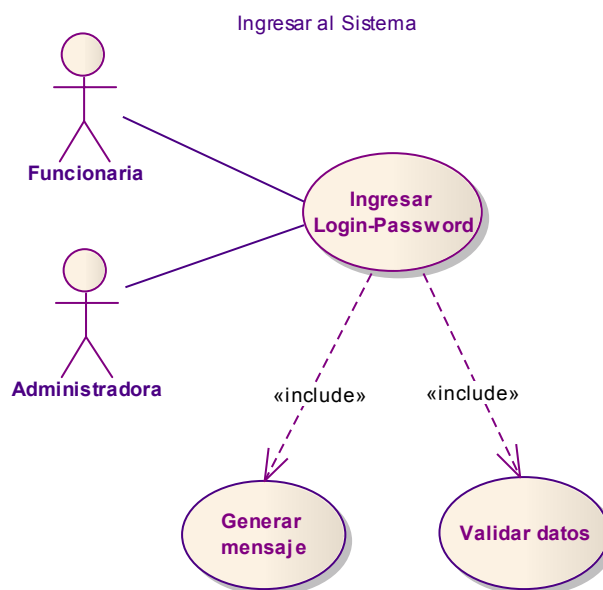 Ingresar al Sistema
Funcionaria
Ingresar
Login-Password
Administradora
«include»
«include»
Generar
mensaje
Validar datos